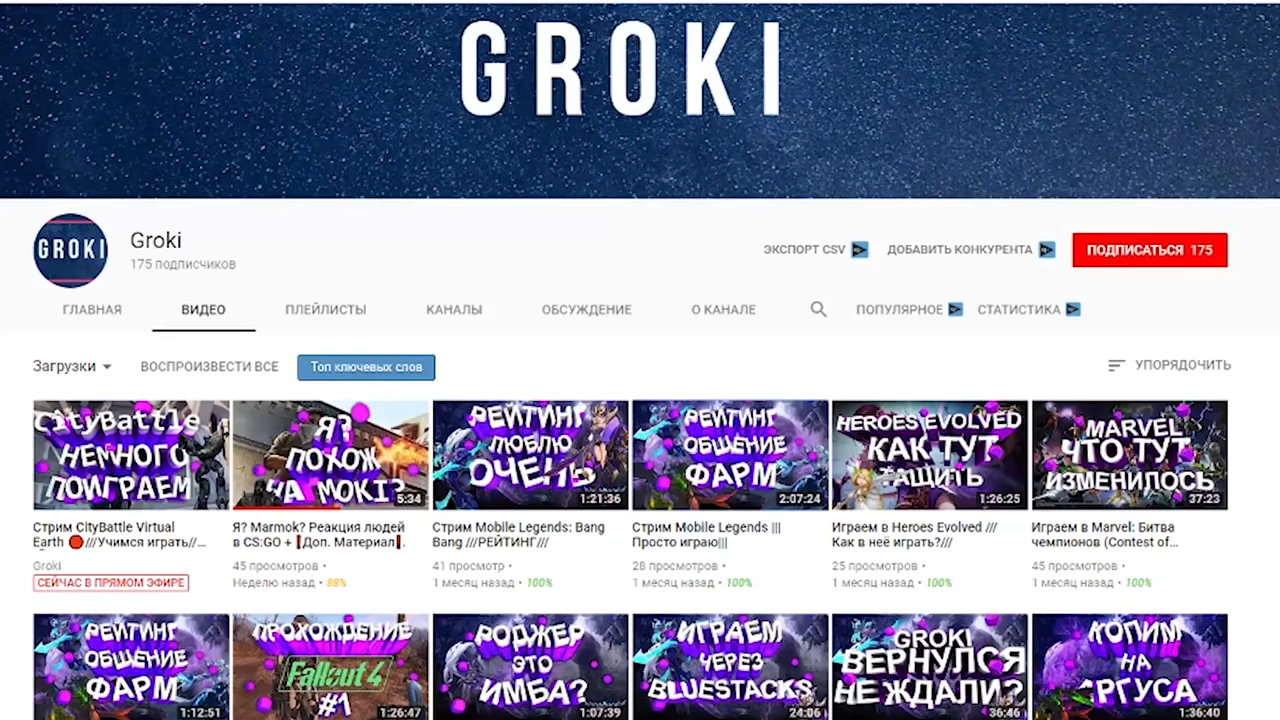 GROKI
GROKI
Groki
175 подписчиков
ЭКСПОРТ CSV
ДОБАВИТЬ КОНКУРЕНТА
ПОДПИСАТЬСЯ 175
ГЛАВНАЯ
ВИДЕО
ПЛЕЙЛИСТЫ
КАНАЛЫ
ОБСУЖДЕНИЕ
О КАНАЛЕ
ПОПУЛЯРНОЕ
СТАТИСТИКА
Загрузки
ВОСПРОИЗВЕСТИ ВСЕ
Топ ключевых слов
УПОРЯДОЧИТЬ
CityBattle
НЕМНОГО
ПОИГРАЕМ
Стрим CityBattle Virtual
Earth ///Учимся играть//...
Groki
СЕЙЧАС В ПРЯМОМ ЭФИРЕ
Я?
ПОХОЖ
НА МОКІ?
5:34
Я? Marmok? Реакция людей
в CS:GO + Доп. Материал.
45 просмотров •
Неделю назад • 88%
РЕЙТИНГ
ЛЮБЛЮ
ОЧЕНЬ
1:21:36
Стрим Mobile Legends: Bang
Bang ///РЕЙТИНГ///
41 просмотр •
1 месяц назад • 100%
РЕЙТИНГ
ОБЩЕНИЕ
ФАРМ
2:07:24
Стрим Mobile Legends |||
Просто играю|||
28 просмотров •
1 месяц назад • 100%
HEROES EVOLVED
КАК ТУТ
ТАЩИТЬ
1:26:25
Играем в Heroes Evolved ///
Как в неё играть?///
25 просмотров •
1 месяц назад • 100%
MARVEL
ЧТО ТУТ
ИЗМЕНИЛОСЬ
37:23
Играем в Marvel: Битва
чемпионов (Contest of...
45 просмотров •
1 месяц назад • 100%
РЕЙТИНГ
ОБЩЕНИЕ
ФАРМ
1:12:51
ПРОХОЖДЕНИЕ
Fallout 4
#1
1:26:47
РОДЖЕР
ЭТО
ИМБА?
1:07:39
ИГРАЕМ
ЧЕРЕЗ
BLUESTACKS
24:06
GROKI
ВЕРНУЛСЯ
НЕ ЖДАЛИ?
36:46
КОПИМ
НА
АРГУСА
1:36:40